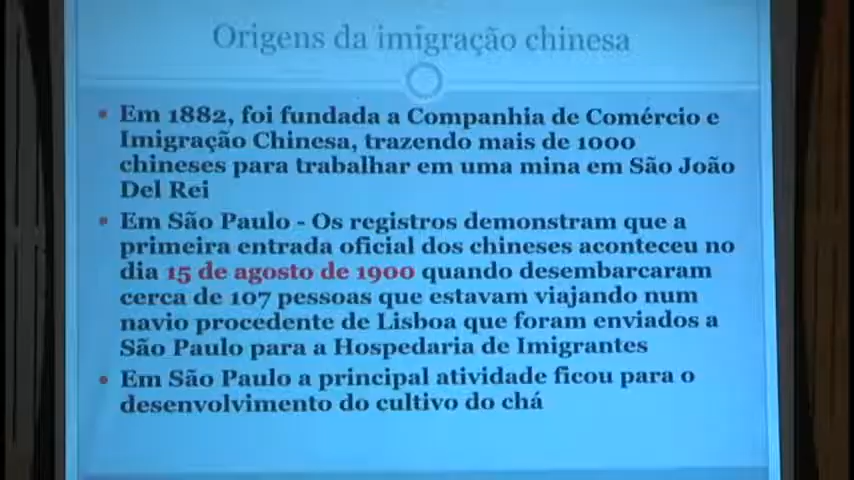 Origens da imigração chinesa
Em 1882, foi fundada a Companhia de Comércio e
Imigração Chinesa, trazendo mais de 1000
chineses para trabalhar em uma mina em São João
Del Rei
Em São Paulo - Os registros demonstram que a
primeira entrada oficial dos chineses aconteceu no
dia 15 de agosto de 1900 quando desembarcaram
cerca de 107 pessoas que estavam viajando num
navio procedente de Lisboa que foram enviados a
São Paulo para a Hospedaria de Imigrantes
Em São Paulo a principal atividade ficou para o
desenvolvimento do cultivo do chá